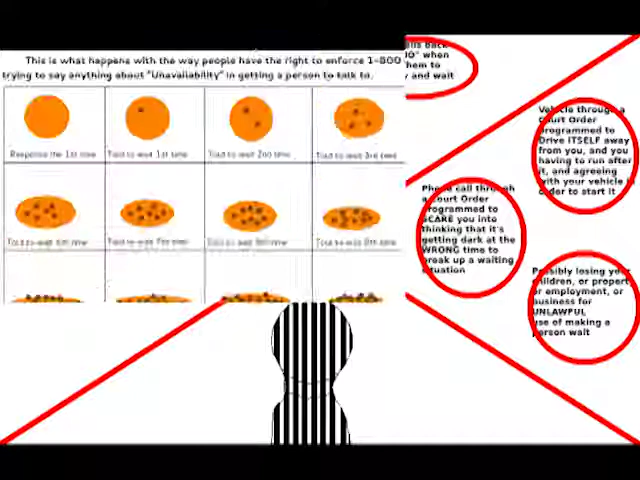 This is what happens with the way people have the right to enforce 1-800
trying to say anything about "Unavailability" in getting a person to talk to.
Response the 1st time
Told to wait 1st time
Told to wait 2nd time
Told to wait 3rd time
Told to wait
time
Told to wait
time
Told to wait
time
Told to wait
time
back
when
them to
and wait
Vehicle through a
Court Order
programmed to
Drive ITSELF away
from you, and you
having to run after
it, and agreeing
with your vehicle in
order to start it
Phone call through
a Court Order
programmed to
SCARE you into
thinking that it's
getting dark at the
WRONG time to
break up a waiting
situation
Possibly losing your
children, or property,
or employment, or
business for
UNLAWFUL
use of making a
person wait